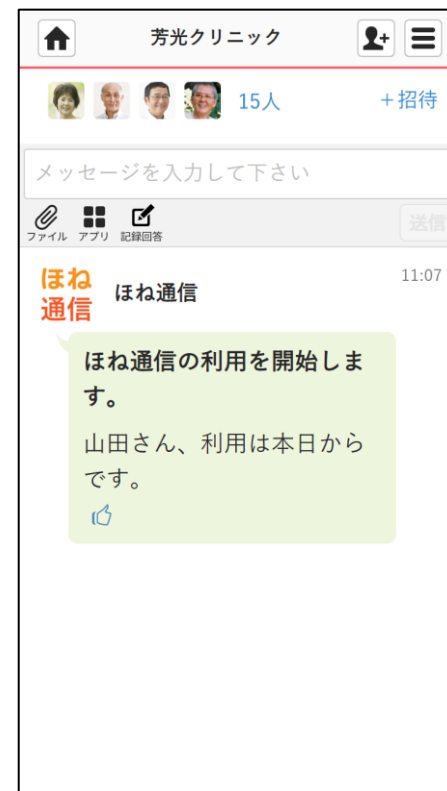 芳光クリニック
15人
+招待
メッセージを入力して下さい
ファイル アプリ 記録回答
送信
ほね
通信
ほね通信
11:07
ほね通信の利用を開始しま
す。
山田さん、利用は本日から
です。